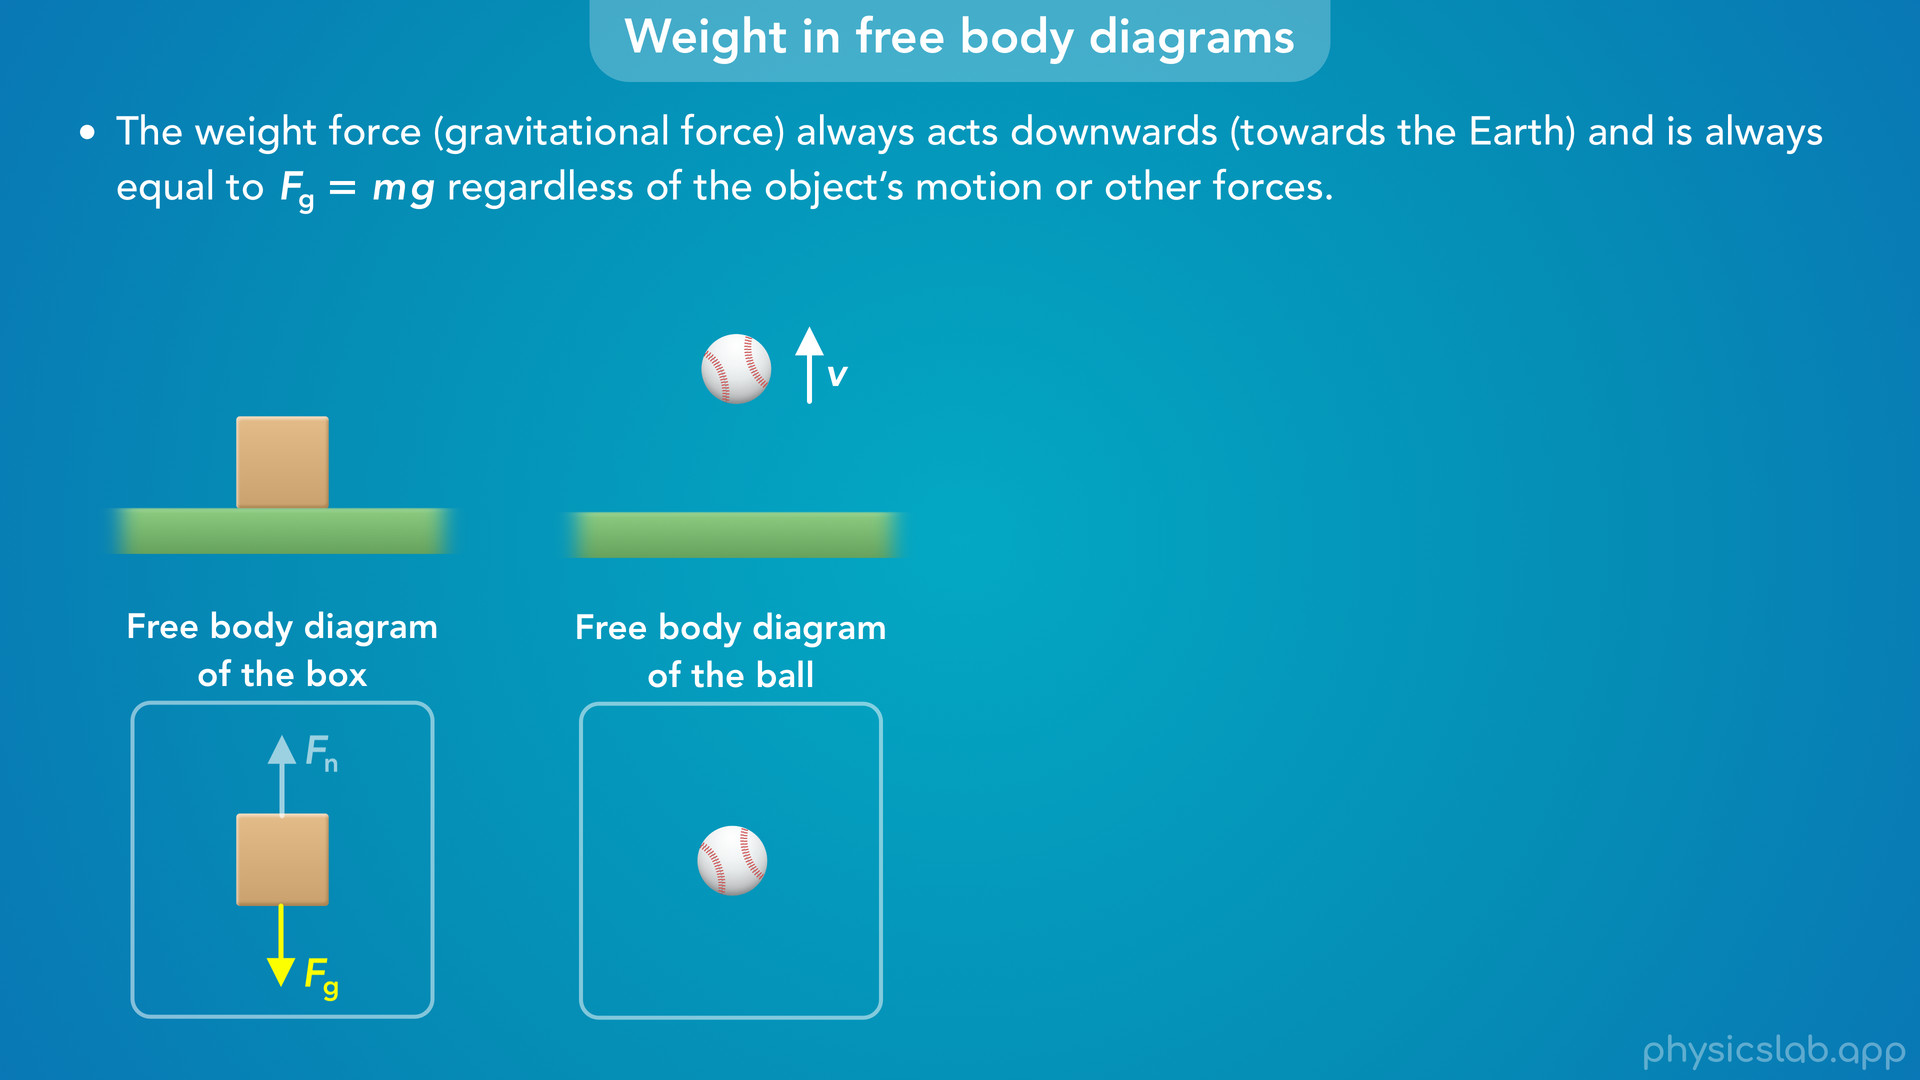 Weight in free body diagrams
• The weight force (gravitational force) always acts downwards (towards the Earth) and is always
equal to Fg = mg regardless of the object’s motion or other forces.
v
Free body diagram
of the box
Free body diagram
of the ball
Fn
Fg
physicslab.app